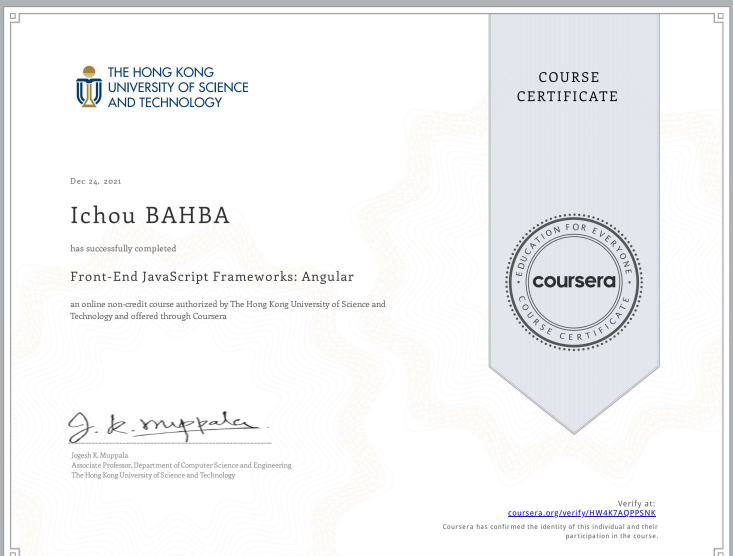 THE HONG KONG
UNIVERSITY OF SCIENCE
AND TECHNOLOGY
COURSE
CERTIFICATE
Dec 24, 2021
Ichou BAHBA
has successfully completed
Front-End JavaScript Frameworks: Angular
an online non-credit course authorized by The Hong Kong University of Science and
Technology and offered through Coursera
EDUCATION FOR EVERYONE
coursera
COURSE CERTIFICATE
J. K. Muppala
Jogesh K. Muppala
Associate Professor, Department of Computer Science and Engineering
The Hong Kong University of Science and Technology
Verify at:
coursera.org/verify/HW4K7AQPPSNK
Coursera has confirmed the identity of this individual and their
participation in the course.